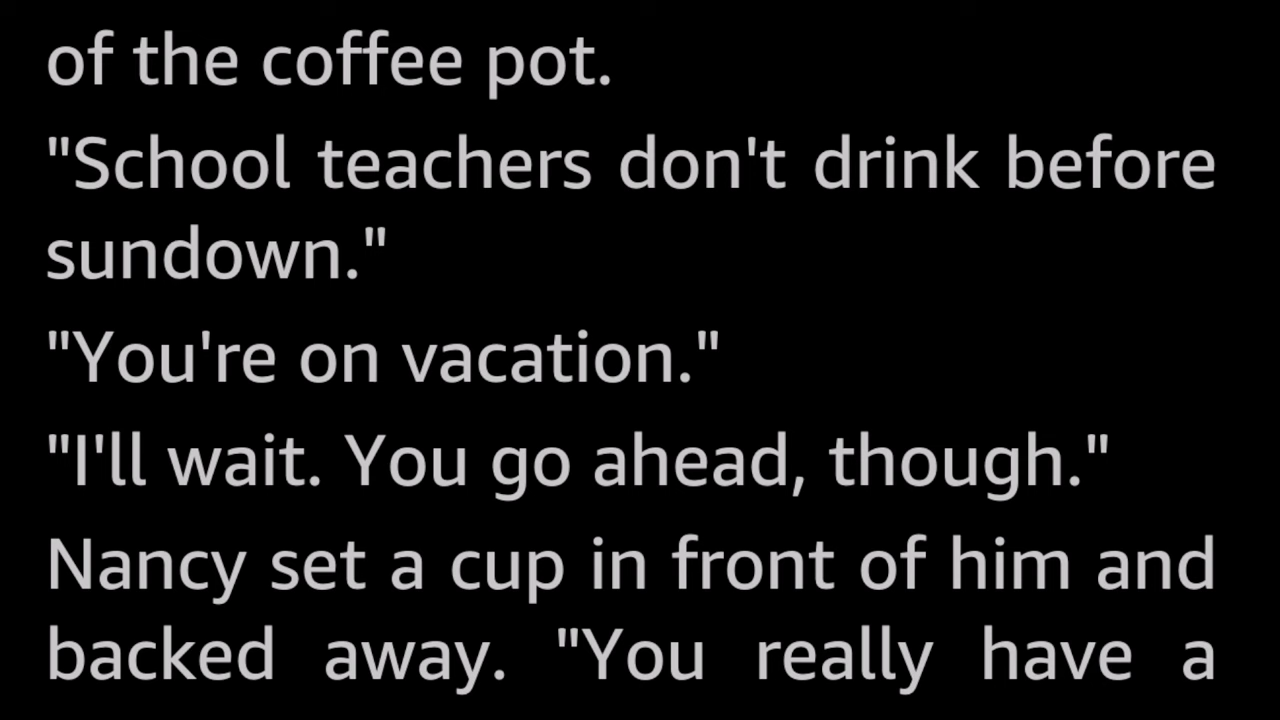 of the coffee pot.
"School teachers don't drink before
sundown."
"You're on vacation."
"I'll wait. You go ahead, though."
Nancy set a cup in front of him and
backed away. "You really have a